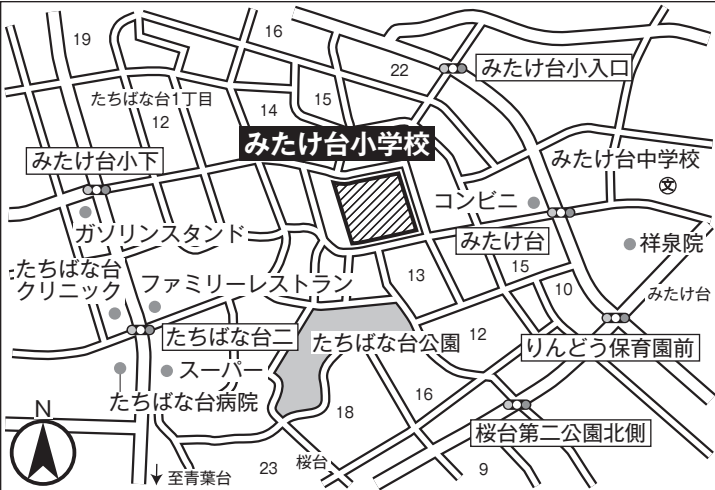 19
16
22
みたけ台小入口
たちばな台1丁目
12
14
15
みたけ台小学校
みたけ台小下
みたけ台中学校
文
コンビニ
ガソリンスタンド
みたけ台
祥泉院
たちばな台
クリニック
ファミリーレストラン
13
15
10
みたけ台
たちばな台二
たちばな台公園
12
りんどう保育園前
スーパー
たちばな台病院
18
16
桜台第二公園北側
N
至青葉台
23
桜台
9